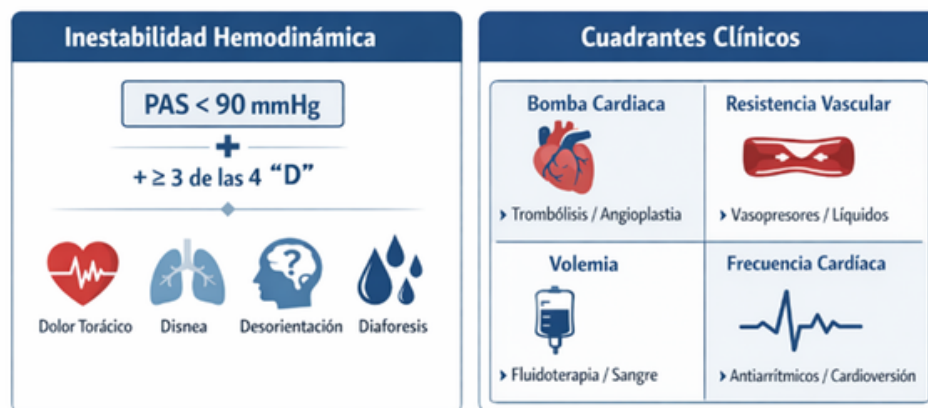 Inestabilidad Hemodinámica
PAS < 90 mmHg
+
+ ≥ 3 de las 4 “D”
?
Dolor Torácico
Disnea
Desorientación
Diaforesis
Cuadrantes Clínicos
Bomba Cardiaca
Trombólisis / Angioplastia
Resistencia Vascular
Vasopresores / Líquidos
Volemia
Fluidoterapia / Sangre
Frecuencia Cardíaca
Antiarrítmicos / Cardioversión